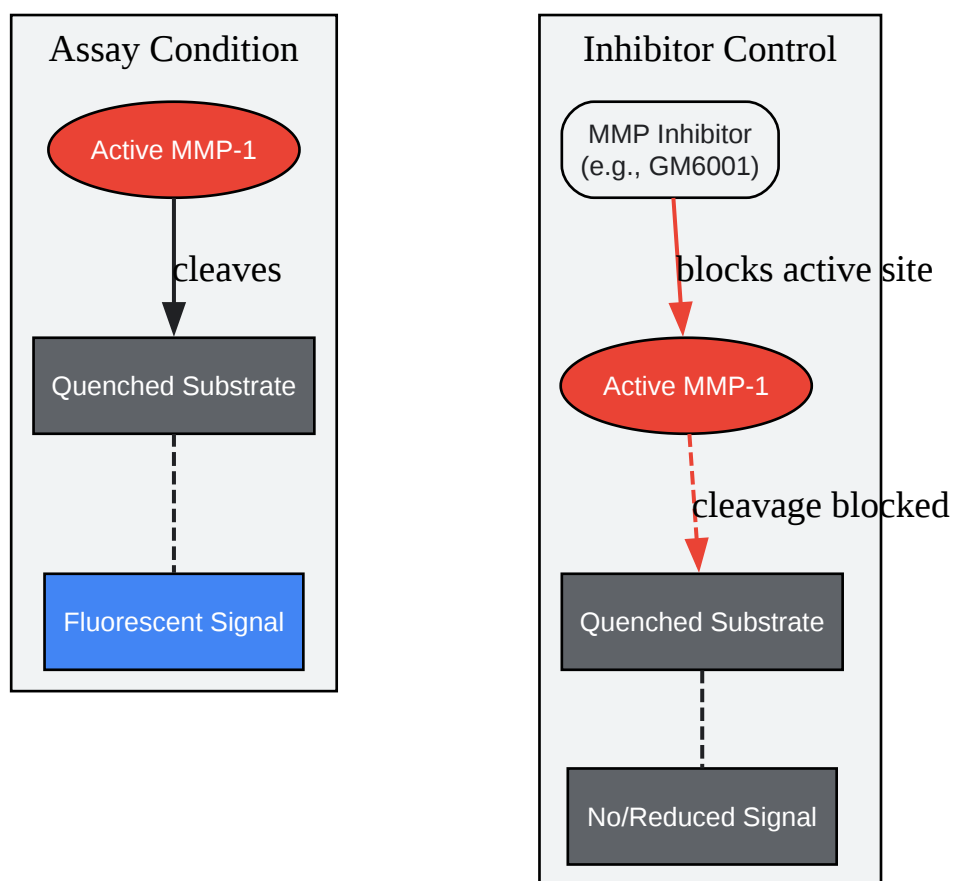 Assay Condition
Active MMP-1
cleaves
Quenched Substrate
Fluorescent Signal
Inhibitor Control
MMP Inhibitor
(e.g., GM6001)
blocks active site
Active MMP-1
cleavage blocked
Quenched Substrate
No/Reduced Signal